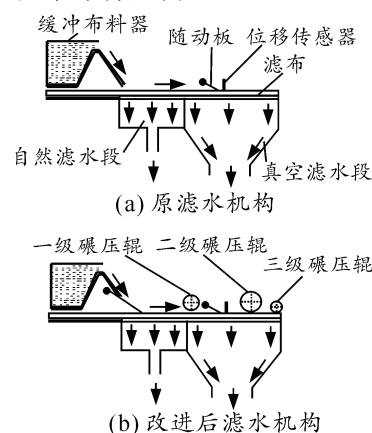 缓冲布料器
随动板 位移传感器
滤布
自然滤水段
真空滤水段
(a) 原滤水机构
一级碾压辊 二级碾压辊
三级碾压辊
(b) 改进后滤水机构